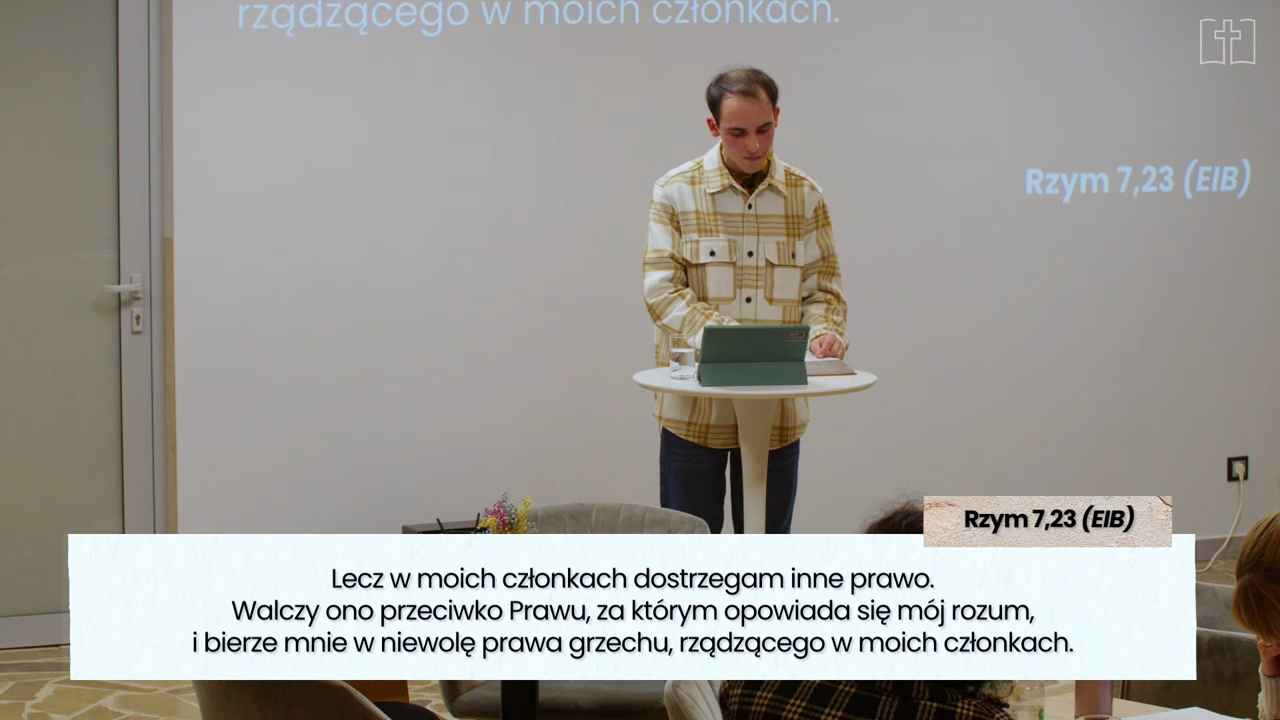 rządzącego w moich członkach.
Rzym 7,23 (EIB)
Rzym 7,23 (EIB)
Lecz w moich członkach dostrzegam inne prawo.
Walczy ono przeciwko Prawu, za którym opowiada się mój rozum,
i bierze mnie w niewolę prawa grzechu, rządzącego w moich członkach.